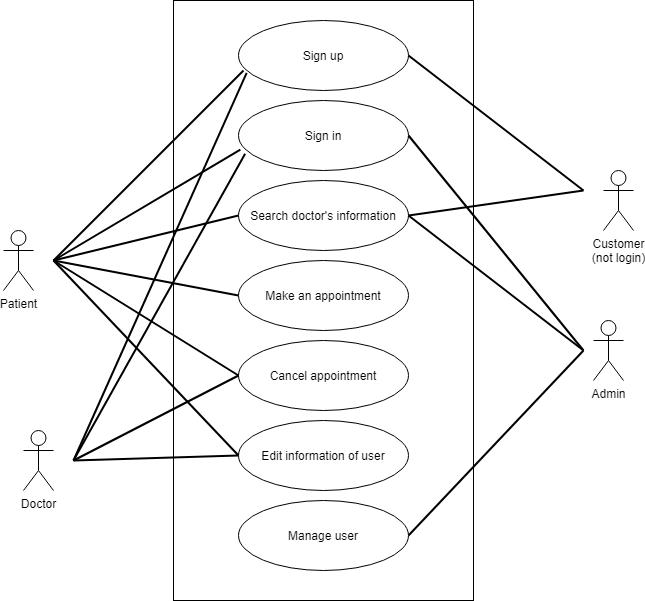 Sign up
Sign in
Search doctor's information
Make an appointment
Cancel appointment
Edit information of user
Manage user
Patient
Doctor
Customer
(not login)
Admin